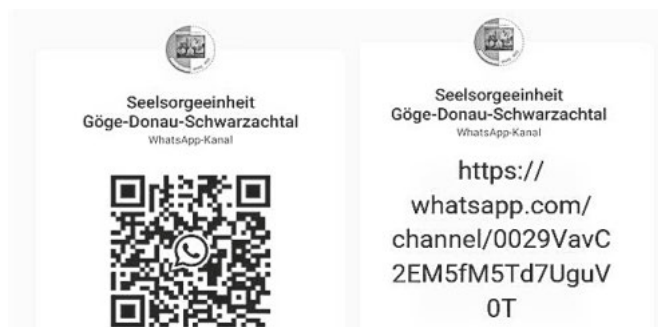 Seelsorgeeinheit
Göge-Donau-Schwarzachtal
WhatsApp-Kanal
Seelsorgeeinheit
Göge-Donau-Schwarzachtal
WhatsApp-Kanal
https://
whatsapp.com/
channel/0029VavC
2EM5fM5Td7UguV
0T